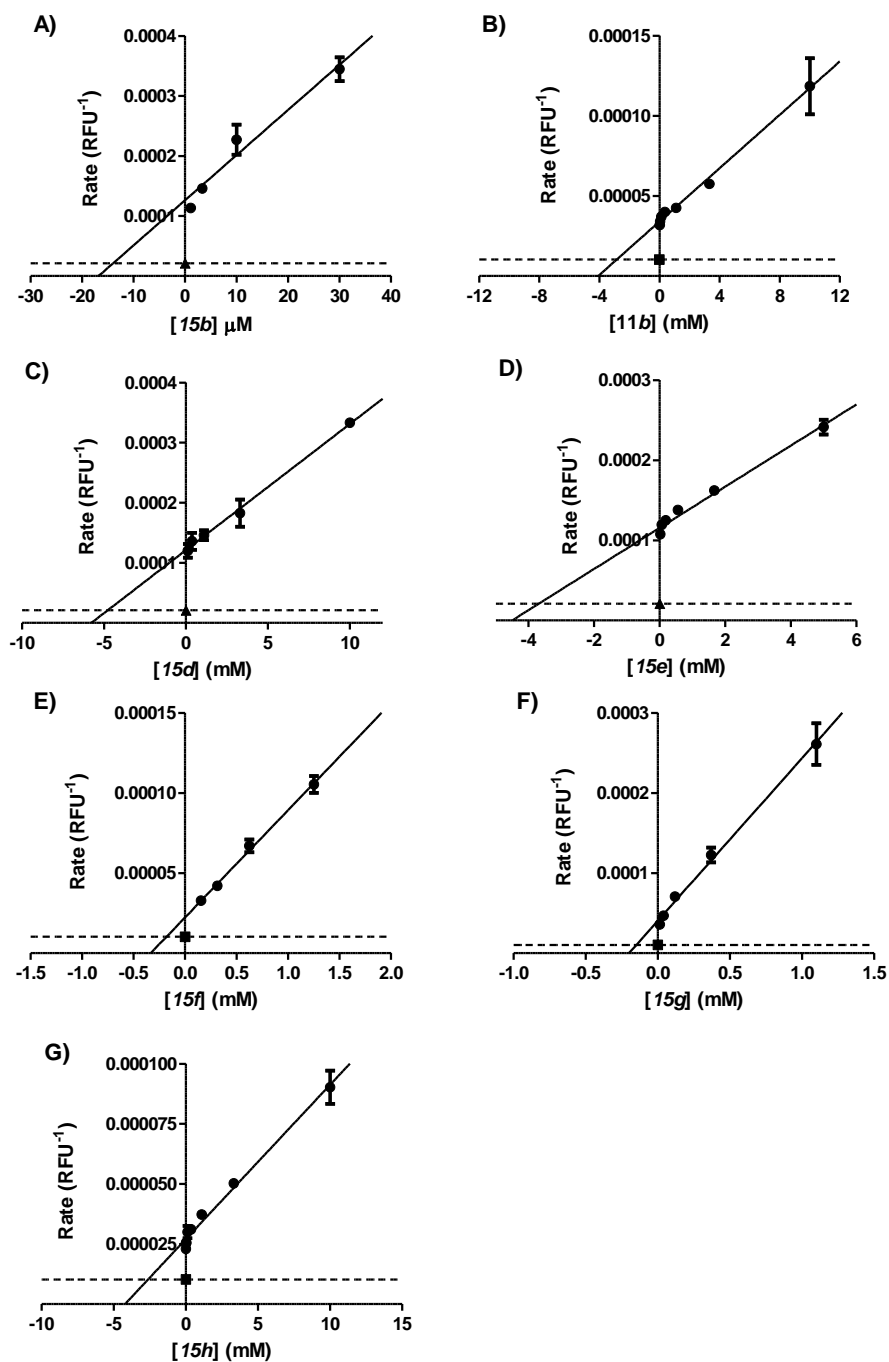 A)
0.0004
0.0003
0.0002
0.0001
Rate (RFU⁻¹)
-30 -20 -10 0 10 20 30 40
[15b] µM
B)
0.00015
0.00010
0.00005
Rate (RFU⁻¹)
-12 -8 -4 0 4 8 12
[11b] (mM)
C)
0.0004
0.0003
0.0002
0.0001
Rate (RFU⁻¹)
-10 -5 0 5 10
[15d] (mM)
D)
0.0003
0.0002
0.0001
Rate (RFU⁻¹)
-4 -2 0 2 4 6
[15e] (mM)
E)
0.00015
0.00010
0.00005
Rate (RFU⁻¹)
-1.5 -1.0 -0.5 0.0 0.5 1.0 1.5 2.0
[15f] (mM)
F)
0.0003
0.0002
0.0001
Rate (RFU⁻¹)
-1.0 -0.5 0.0 0.5 1.0 1.5
[15g] (mM)
G)
0.000100
0.000075
0.000050
0.000025
Rate (RFU⁻¹)
-10 -5 0 5 10 15
[15h] (mM)